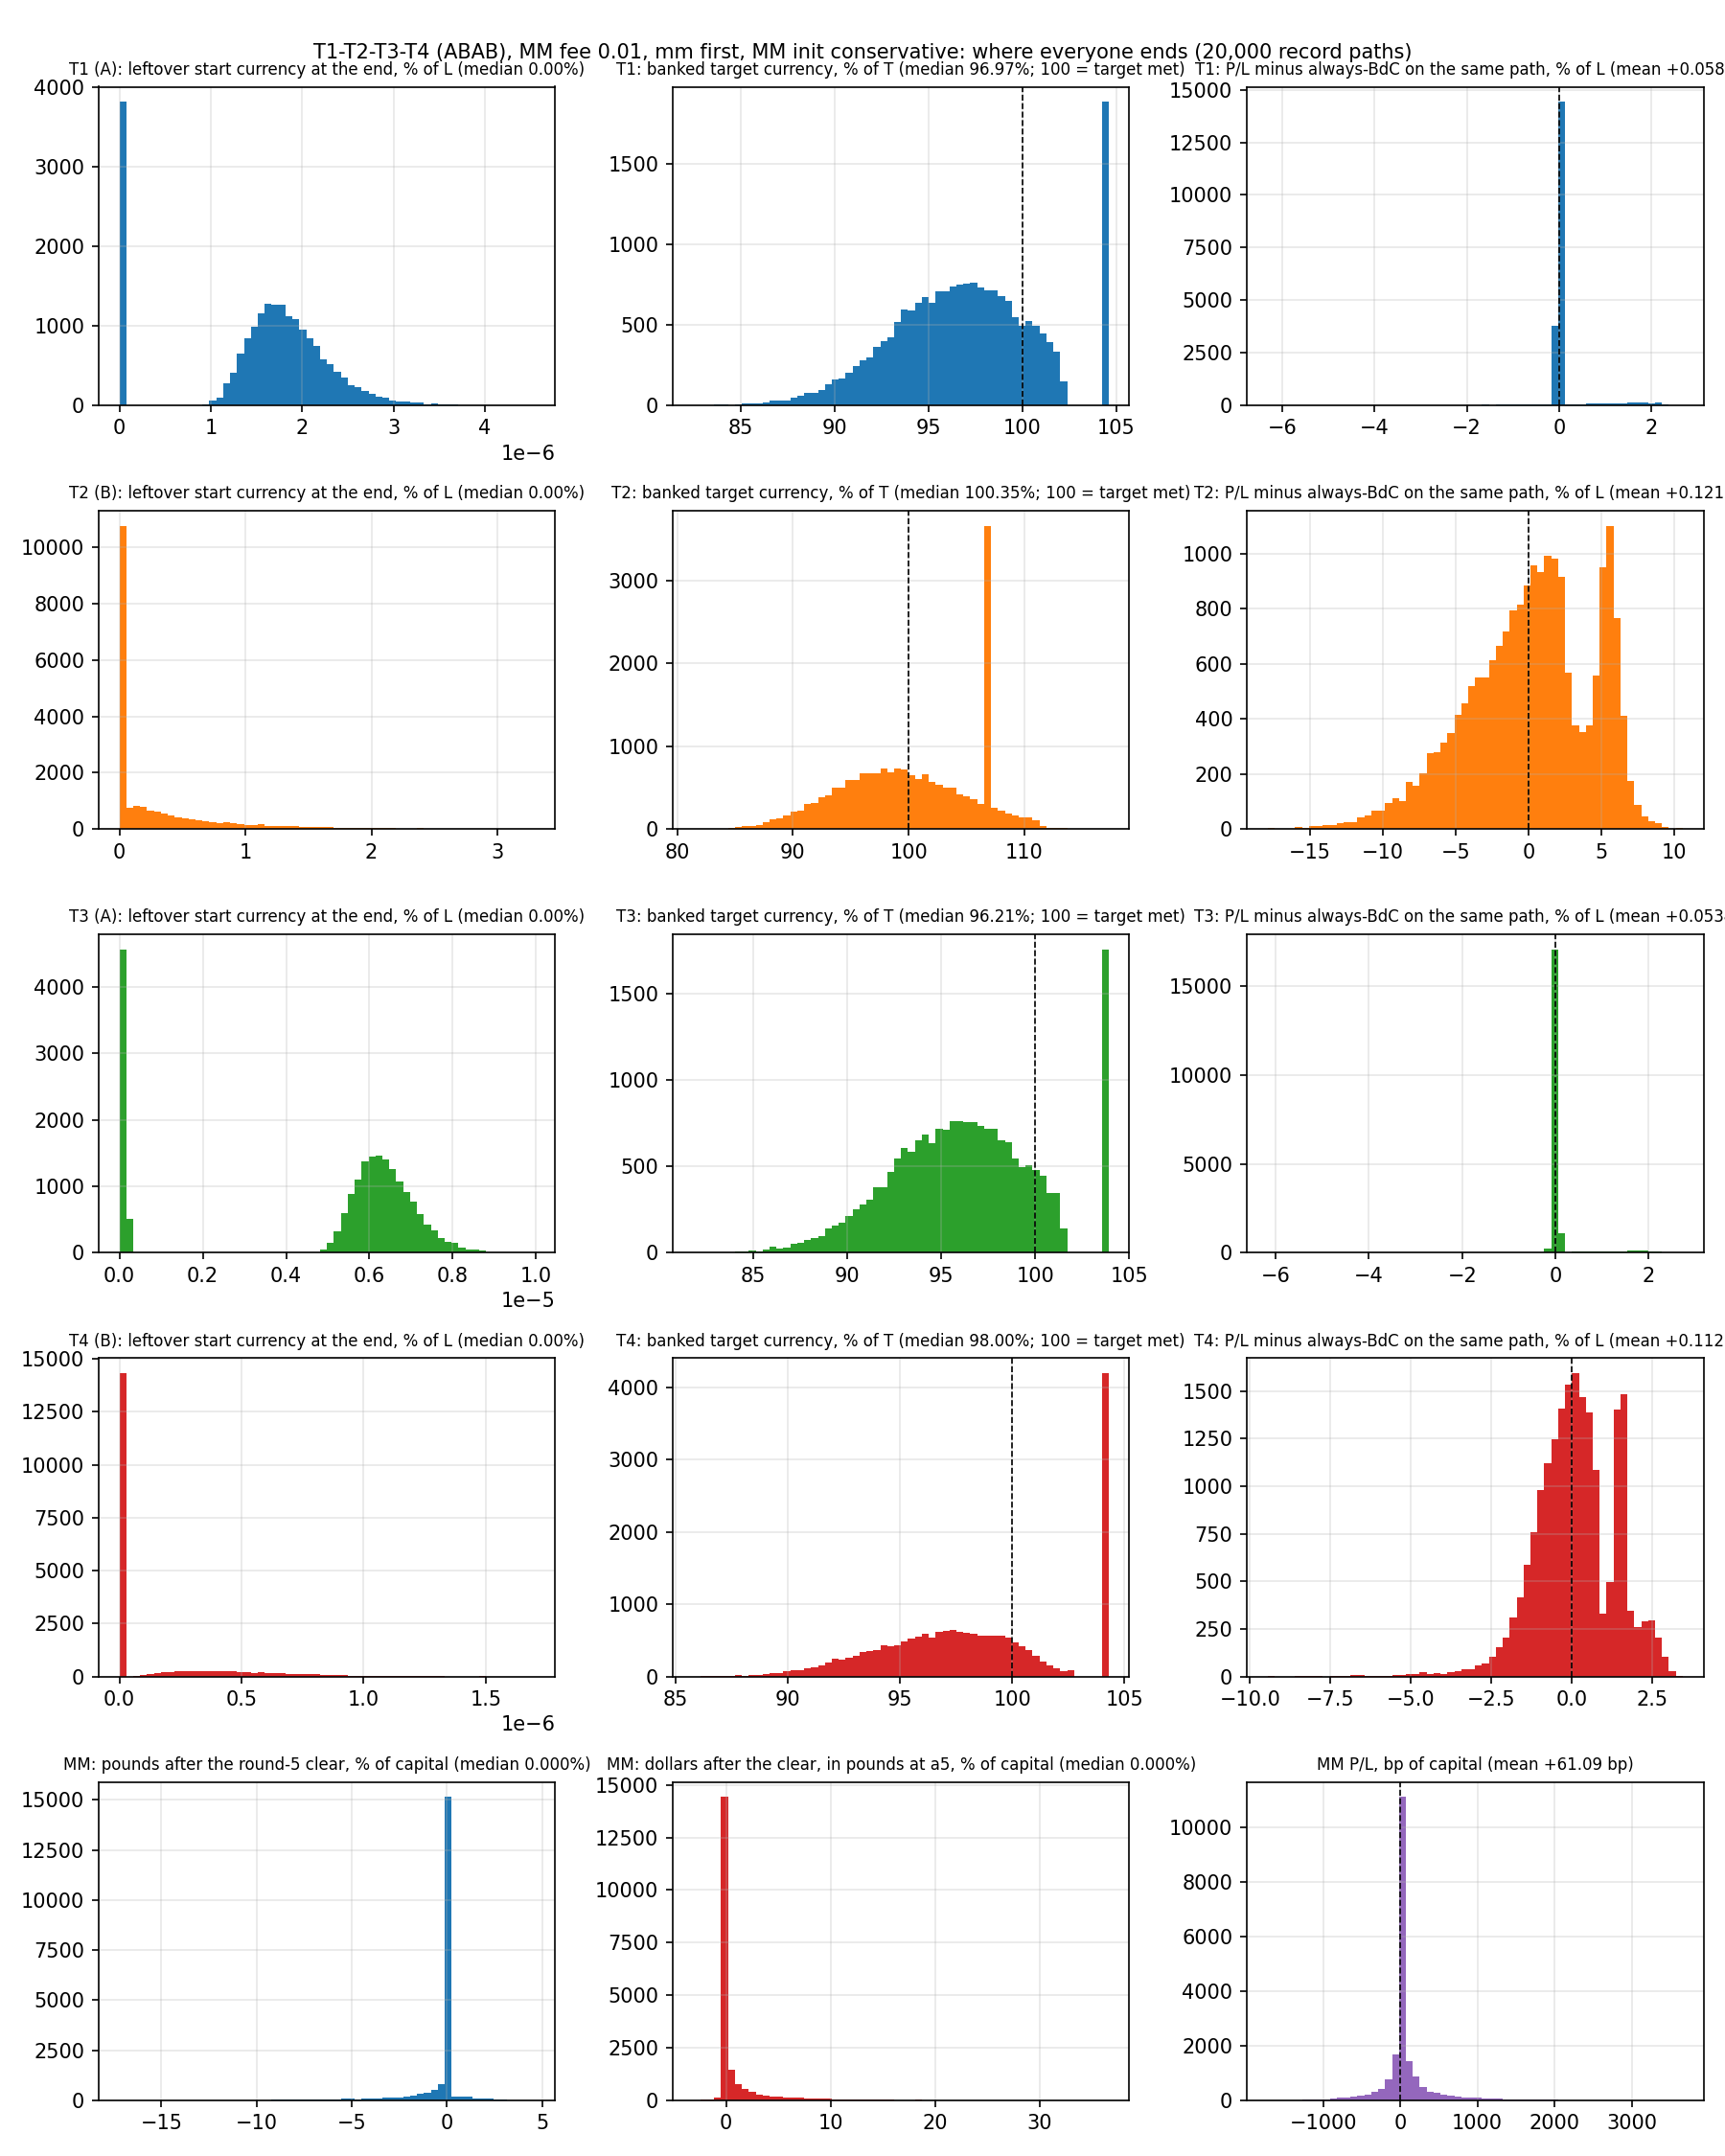 T1-T2-T3-T4 (ABAB), MM fee 0.01, mm first, MM init conservative: where everyone ends (20,000 record paths)
T1 (A): leftover start currency at the end, % of L (median 0.00%)
T1: banked target currency, % of T (median 96.97%; 100 = target met)
T1: P/L minus always-BdC on the same path, % of L (mean +0.058
4000
3000
2000
1000
0
0 1 2 3 4
1e−6
1500
1000
500
0
85 90 95 100 105
15000
12500
10000
7500
5000
2500
0
−6 −4 −2 0 2
T2 (B): leftover start currency at the end, % of L (median 0.00%)
T2: banked target currency, % of T (median 100.35%; 100 = target met)
T2: P/L minus always-BdC on the same path, % of L (mean +0.121
10000
8000
6000
4000
2000
0
0 1 2 3
3000
2000
1000
0
80 90 100 110
1000
800
600
400
200
0
−15 −10 −5 0 5 10
T3 (A): leftover start currency at the end, % of L (median 0.00%)
T3: banked target currency, % of T (median 96.21%; 100 = target met)
T3: P/L minus always-BdC on the same path, % of L (mean +0.053
4000
3000
2000
1000
0
0.0 0.2 0.4 0.6 0.8 1.0
1e−5
1500
1000
500
0
85 90 95 100 105
15000
10000
5000
0
−6 −4 −2 0 2
T4 (B): leftover start currency at the end, % of L (median 0.00%)
T4: banked target currency, % of T (median 98.00%; 100 = target met)
T4: P/L minus always-BdC on the same path, % of L (mean +0.112
15000
12500
10000
7500
5000
2500
0
0.0 0.5 1.0 1.5
1e−6
4000
3000
2000
1000
0
85 90 95 100 105
1500
1250
1000
750
500
250
0
−10.0 −7.5 −5.0 −2.5 0.0 2.5
MM: pounds after the round-5 clear, % of capital (median 0.000%)
MM: dollars after the clear, in pounds at a5, % of capital (median 0.000%)
MM P/L, bp of capital (mean +61.09 bp)
15000
12500
10000
7500
5000
2500
0
−15 −10 −5 0 5
15000
12500
10000
7500
5000
2500
0
0 10 20 30
10000
8000
6000
4000
2000
0
−1000 0 1000 2000 3000